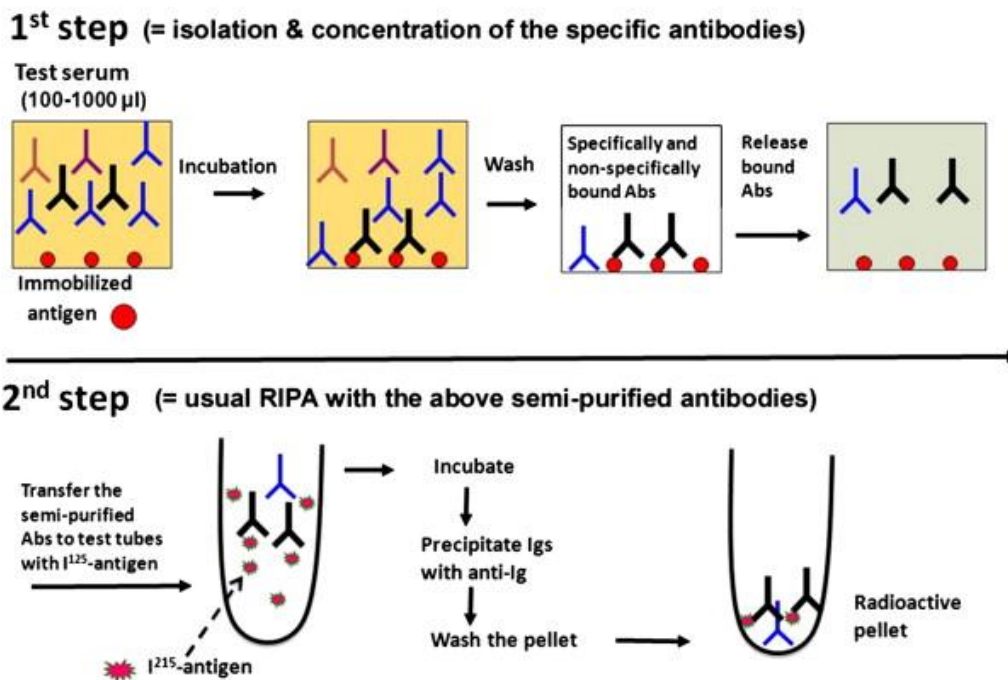 1st step (= isolation & concentration of the specific antibodies)
Test serum
(100-1000 µl)
Incubation
Wash
Specifically and
non-specifically
bound Abs
Release
bound
Abs
Immobilized
antigen
2nd step (= usual RIPA with the above semi-purified antibodies)
Transfer the
semi-purified
Abs to test tubes
with I125-antigen
I215-antigen
Incubate
Precipitate Igs
with anti-Ig
Wash the pellet
Radioactive
pellet